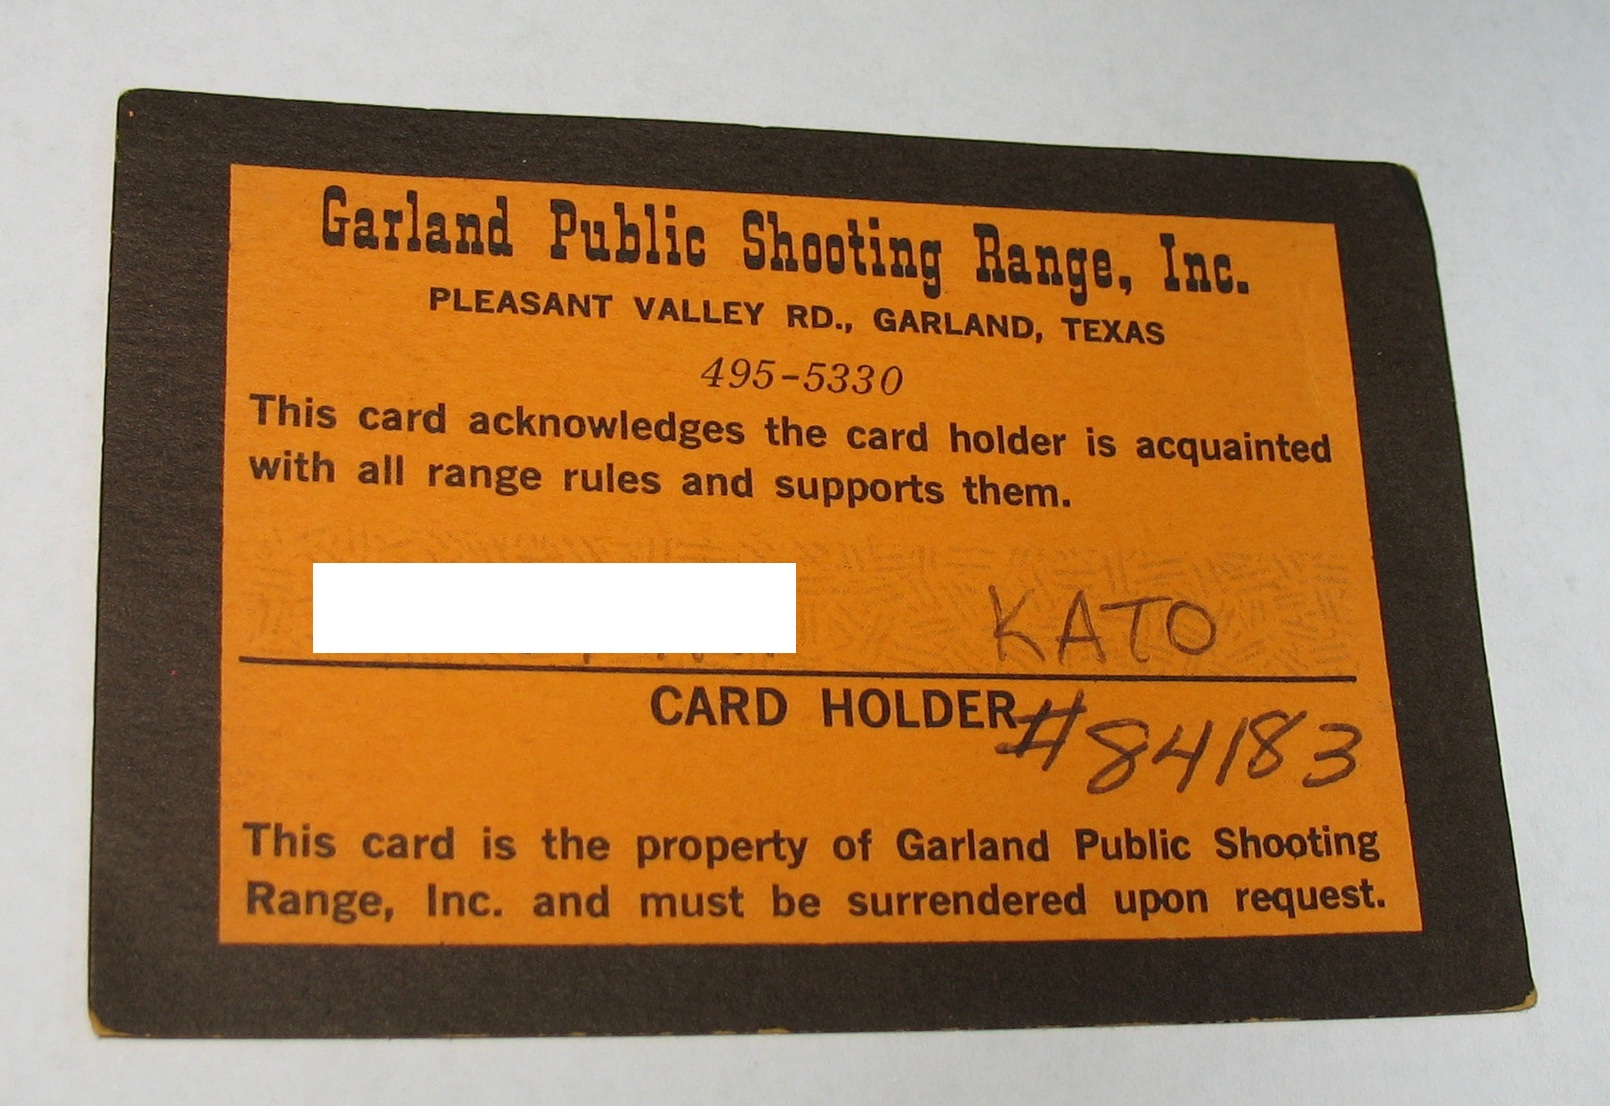 Garland Public Shooting Range, Inc.
PLEASANT VALLEY RD., GARLAND, TEXAS
495-5330
This card acknowledges the card holder is acquainted
with all range rules and supports them.
KATO
CARD HOLDER #84183
This card is the property of Garland Public Shooting
Range, Inc. and must be surrendered upon request.